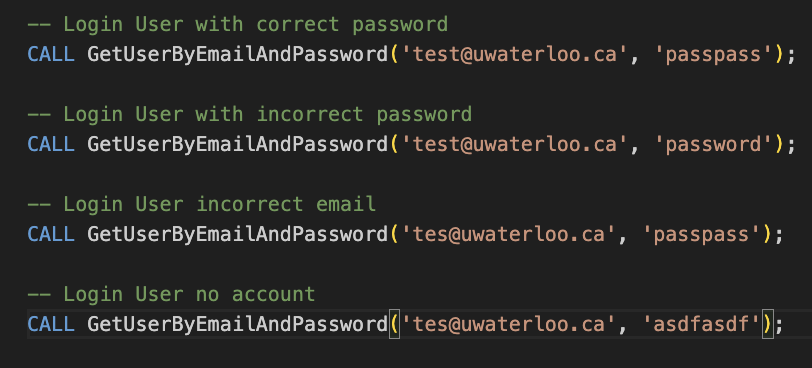 -- Login User with correct password
CALL GetUserByEmailAndPassword('test@uwaterloo.ca', 'passpass');
-- Login User with incorrect password
CALL GetUserByEmailAndPassword('test@uwaterloo.ca', 'password');
-- Login User incorrect email
CALL GetUserByEmailAndPassword('tes@uwaterloo.ca', 'passpass');
-- Login User no account
CALL GetUserByEmailAndPassword('tes@uwaterloo.ca', 'asdfasdf');